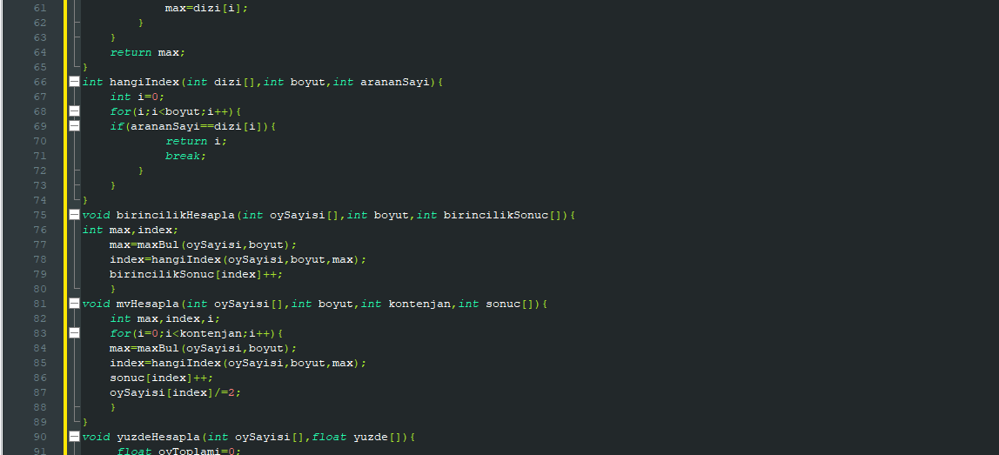 61 max=dizi[i];
62 }
63 }
64 return max;
65 }
66 int hangiIndex(int dizi[],int boyut,int arananSayi){
67 int i=0;
68 for(i;i<boyut;i++){
69 if(arananSayi==dizi[i]){
70 return i;
71 break;
72 }
73 }
74 }
75 void birincilikHesapla(int oySayisi[],int boyut,int birincilikSonuc[]){
76 int max,index;
77 max=maxBul(oySayisi,boyut);
78 index=hangiIndex(oySayisi,boyut,max);
79 birincilikSonuc[index]++;
80 }
81 void mvHesapla(int oySayisi[],int boyut,int kontenjan,int sonuc[]){
82 int max,index,i;
83 for(i=0;i<kontenjan;i++){
84 max=maxBul(oySayisi,boyut);
85 index=hangiIndex(oySayisi,boyut,max);
86 sonuc[index]++;
87 oySayisi[index]/=2;
88 }
89 }
90 void yuzdeHesapla(int oySayisi[],float yuzde[]){
91 float oyToplami=0;